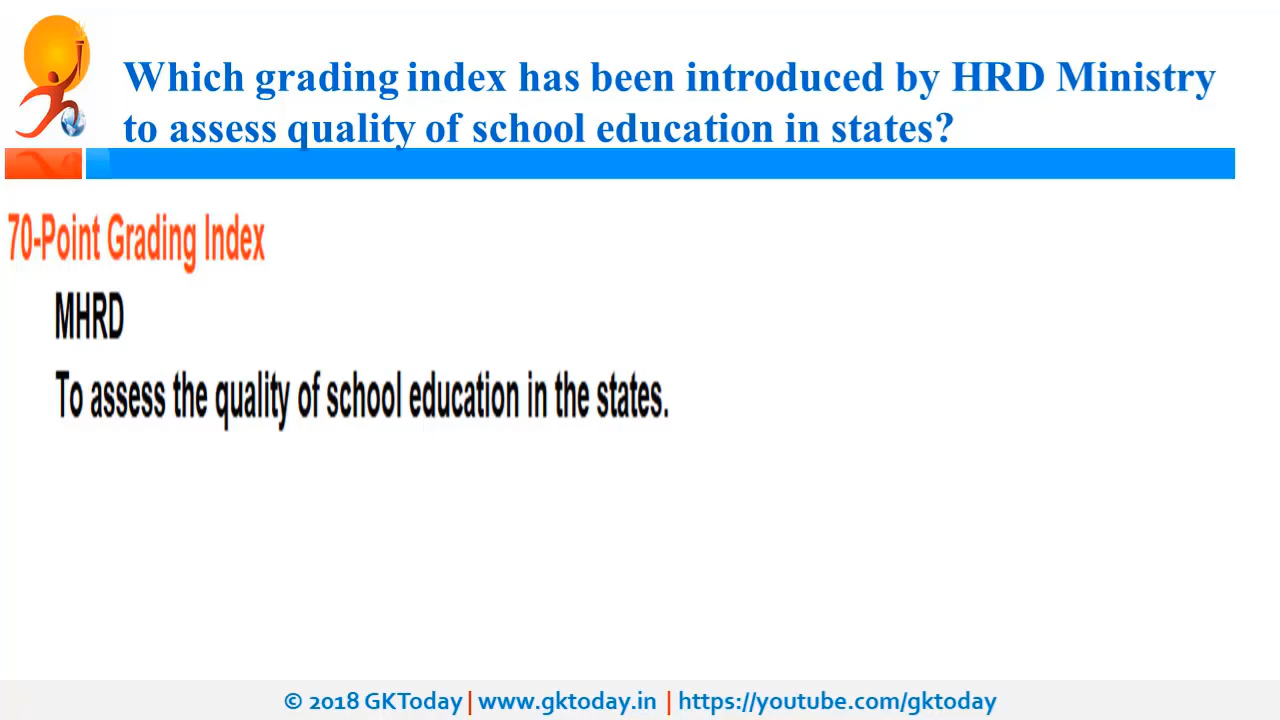 Which grading index has been introduced by HRD Ministry
to assess quality of school education in states?
70-Point Grading Index
MHRD
To assess the quality of school education in the states.
© 2018 GKToday | www.gktoday.in | https://youtube.com/gktoday